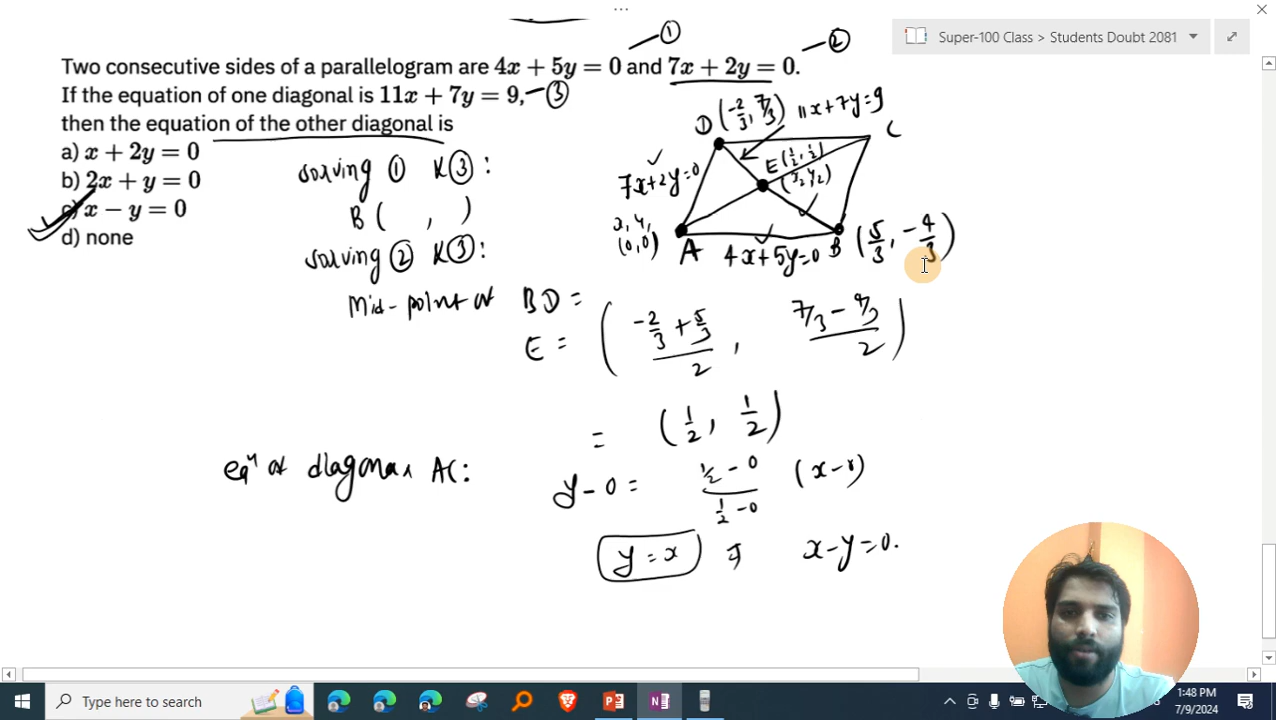 Super-100 Class > Students Doubt 2081
Two consecutive sides of a parallelogram are 4x + 5y = 0 and 7x + 2y = 0. —①  —②
If the equation of one diagonal is 11x + 7y = 9, —③
then the equation of the other diagonal is
a) x + 2y = 0
b) 2x + y = 0
c) x − y = 0
d) none
solving ① & ③ :
B ( , )
solving ② & ③ :
D (-2/3, 7/3) 11x+7y=9 C
E (1/2, 1/2)
(x₂, y₂)
7x+2y=0
(0,0) A 4x+5y=0 B (5/3, -4/3)
Mid-point of BD =
E = ( (-2/3 + 5/3)/2 , (7/3 - 4/3)/2 )
= (1/2, 1/2)
eqⁿ of diagonal AC:
y-0 = (1/2 - 0)/(1/2 - 0) (x-0)
y = x x-y=0.
Type here to search
1:48 PM
7/9/2024